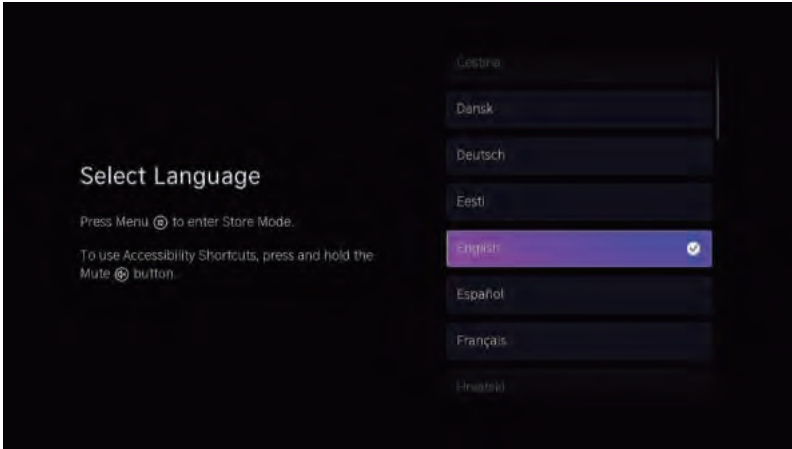 Select Language
Press Menu to enter Store Mode.
To use Accessibility Shortcuts, press and hold the
Mute button.
Čeština
Dansk
Deutsch
Eesti
English
Español
Français
Hrvatski